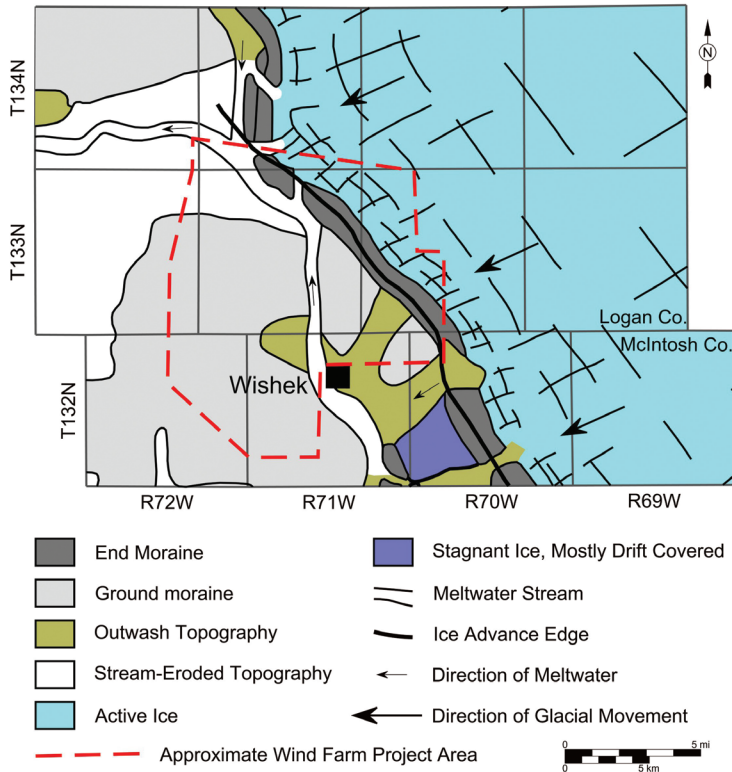 N
T134N
T133N
Logan Co.
McIntosh Co.
Wishek
T132N
R72W R71W R70W R69W
End Moraine
Stagnant Ice, Mostly Drift Covered
Ground moraine
Meltwater Stream
Outwash Topography
Ice Advance Edge
Stream-Eroded Topography
Direction of Meltwater
Active Ice
Direction of Glacial Movement
Approximate Wind Farm Project Area
0 5 mi
0 5 km